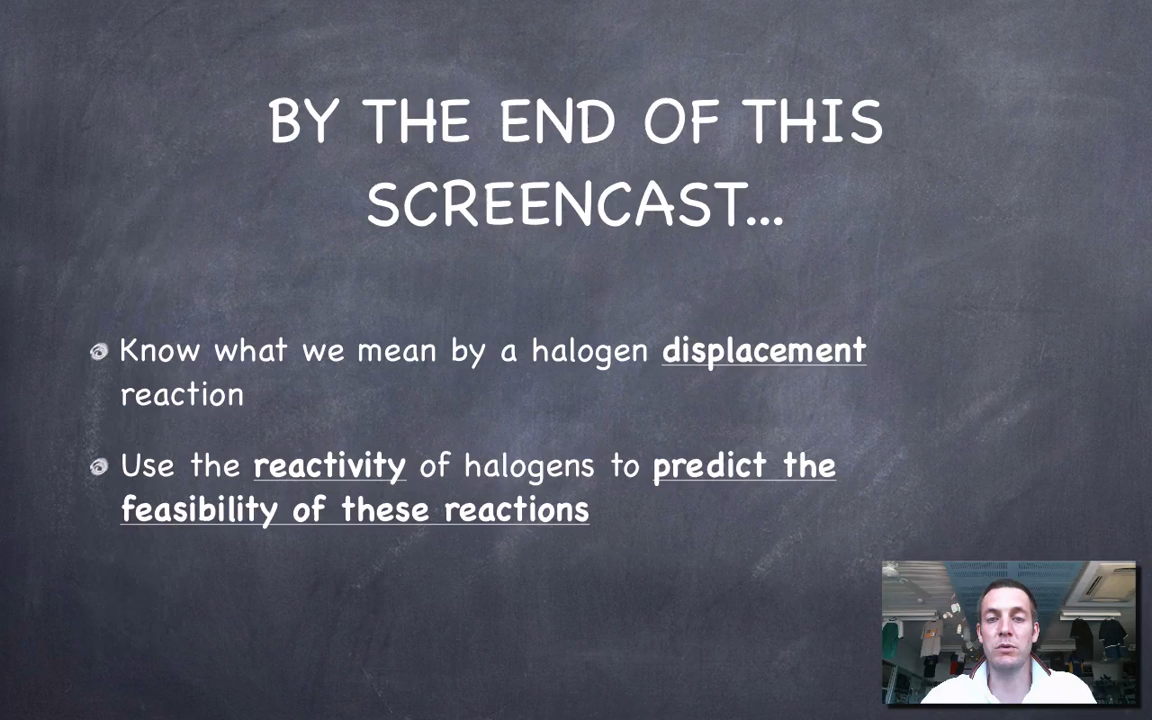 BY THE END OF THIS
SCREENCAST...
Know what we mean by a halogen displacement
reaction
Use the reactivity of halogens to predict the
feasibility of these reactions